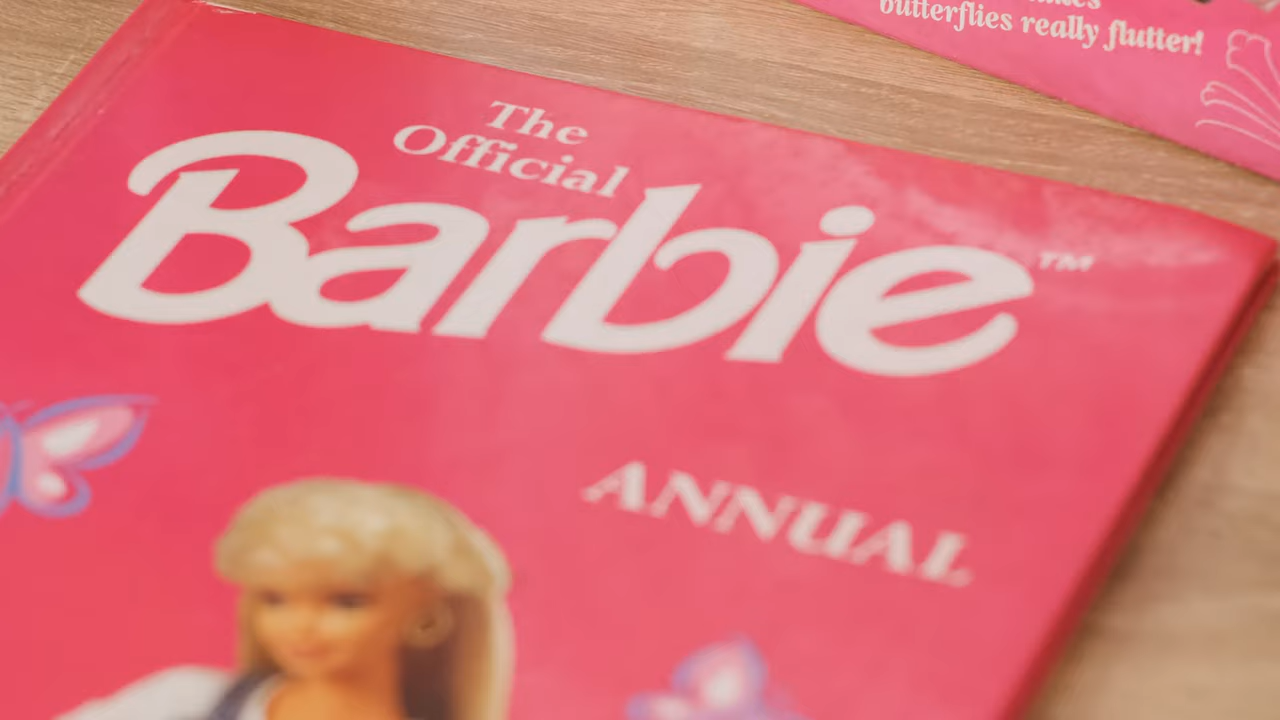 The
Official
Barbie™
ANNUAL
butterflies really flutter!